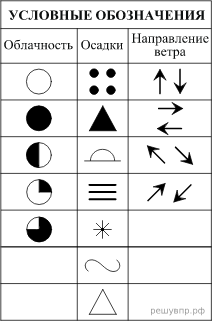 УСЛОВНЫЕ ОБОЗНАЧЕНИЯ
Облачность Осадки Направление ветра
решувпр.рф